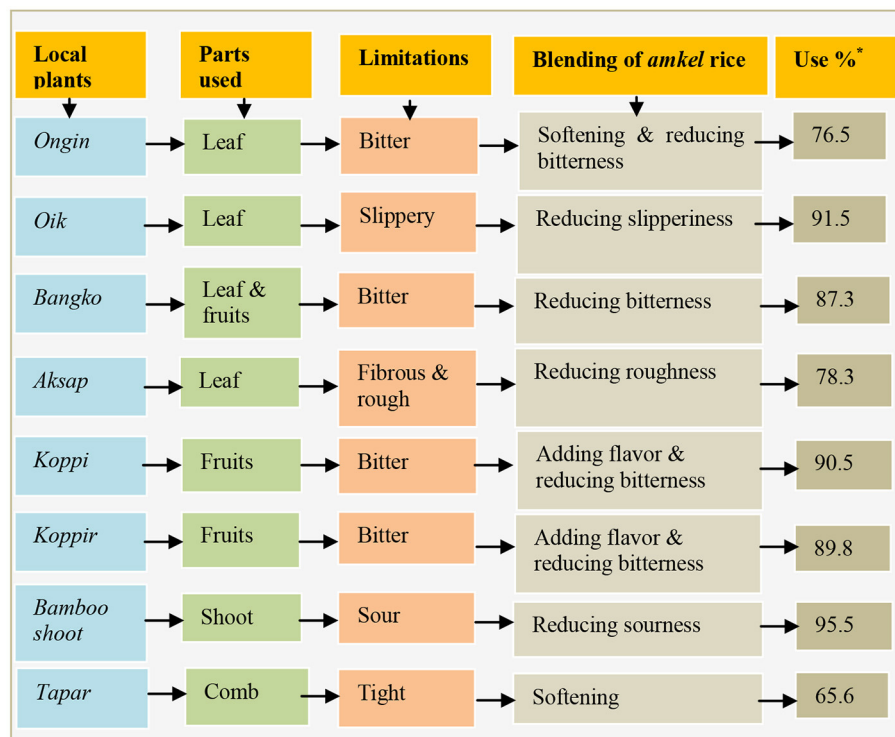 Local plants
Parts used
Limitations
Blending of amkel rice
Use %*
Ongin
Leaf
Bitter
Softening & reducing bitterness
76.5
Oik
Leaf
Slippery
Reducing slipperiness
91.5
Bangko
Leaf & fruits
Bitter
Reducing bitterness
87.3
Aksap
Leaf
Fibrous & rough
Reducing roughness
78.3
Koppi
Fruits
Bitter
Adding flavor & reducing bitterness
90.5
Koppir
Fruits
Bitter
Adding flavor & reducing bitterness
89.8
Bamboo shoot
Shoot
Sour
Reducing sourness
95.5
Tapar
Comb
Tight
Softening
65.6